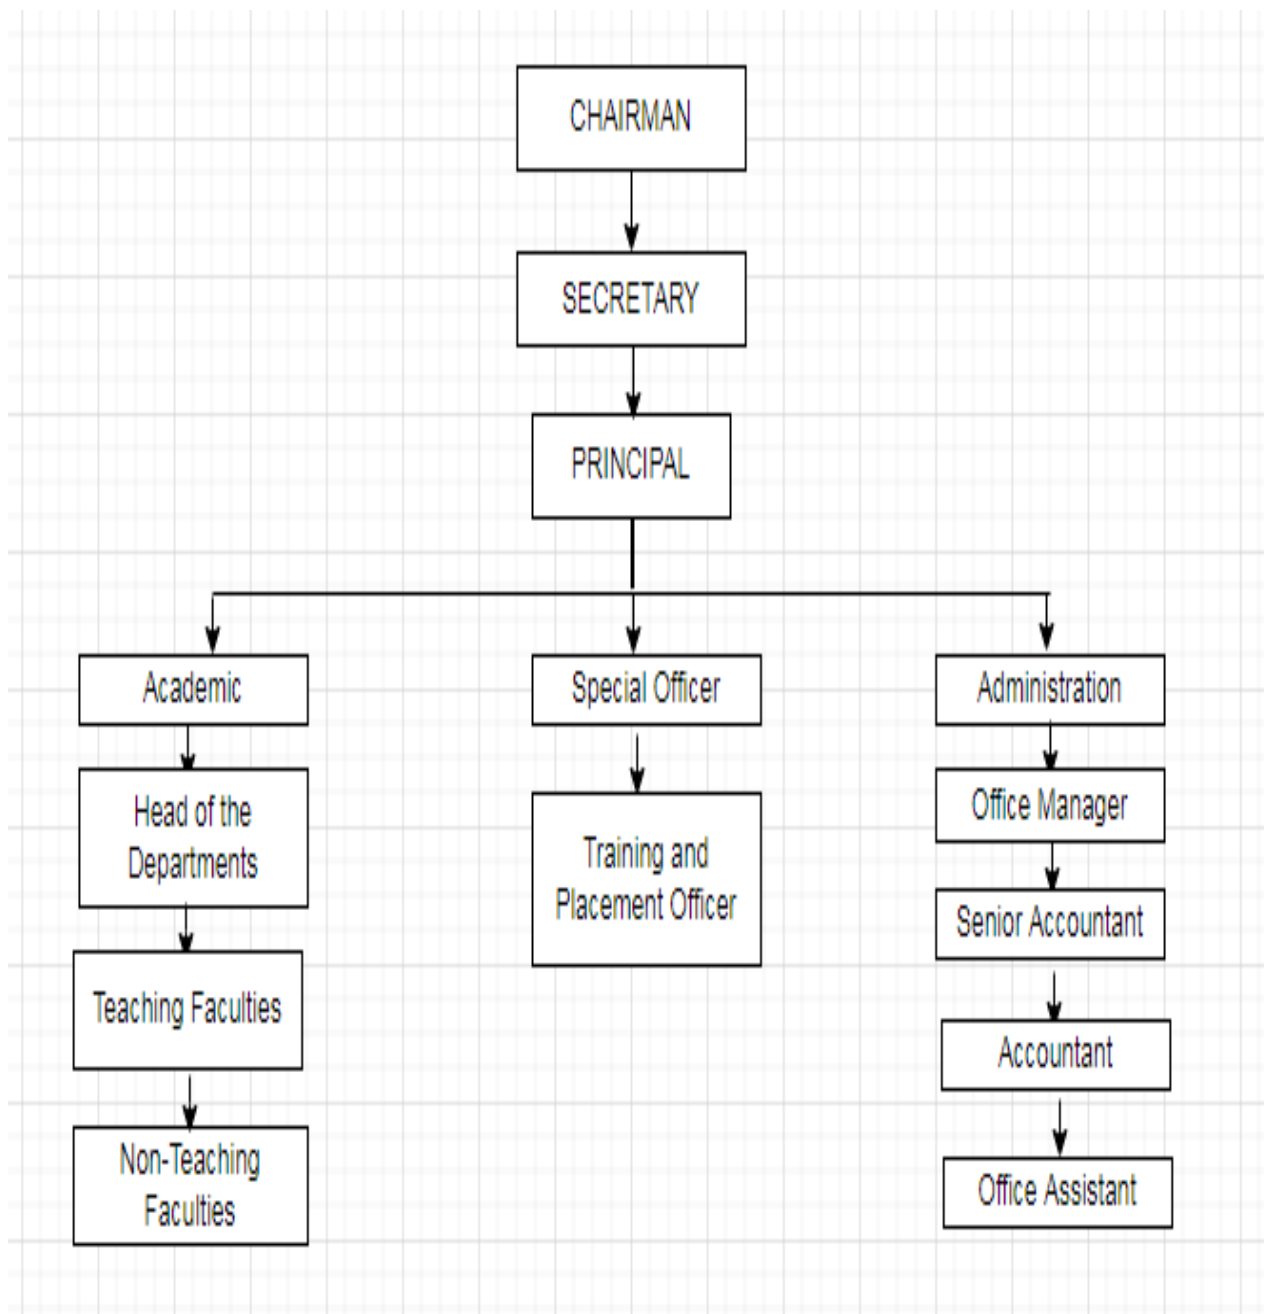 CHAIRMAN
SECRETARY
PRINCIPAL
Academic
Special Officer
Administration
Head of the
Departments
Training and
Placement Officer
Office Manager
Senior Accountant
Teaching Faculties
Accountant
Non-Teaching
Faculties
Office Assistant